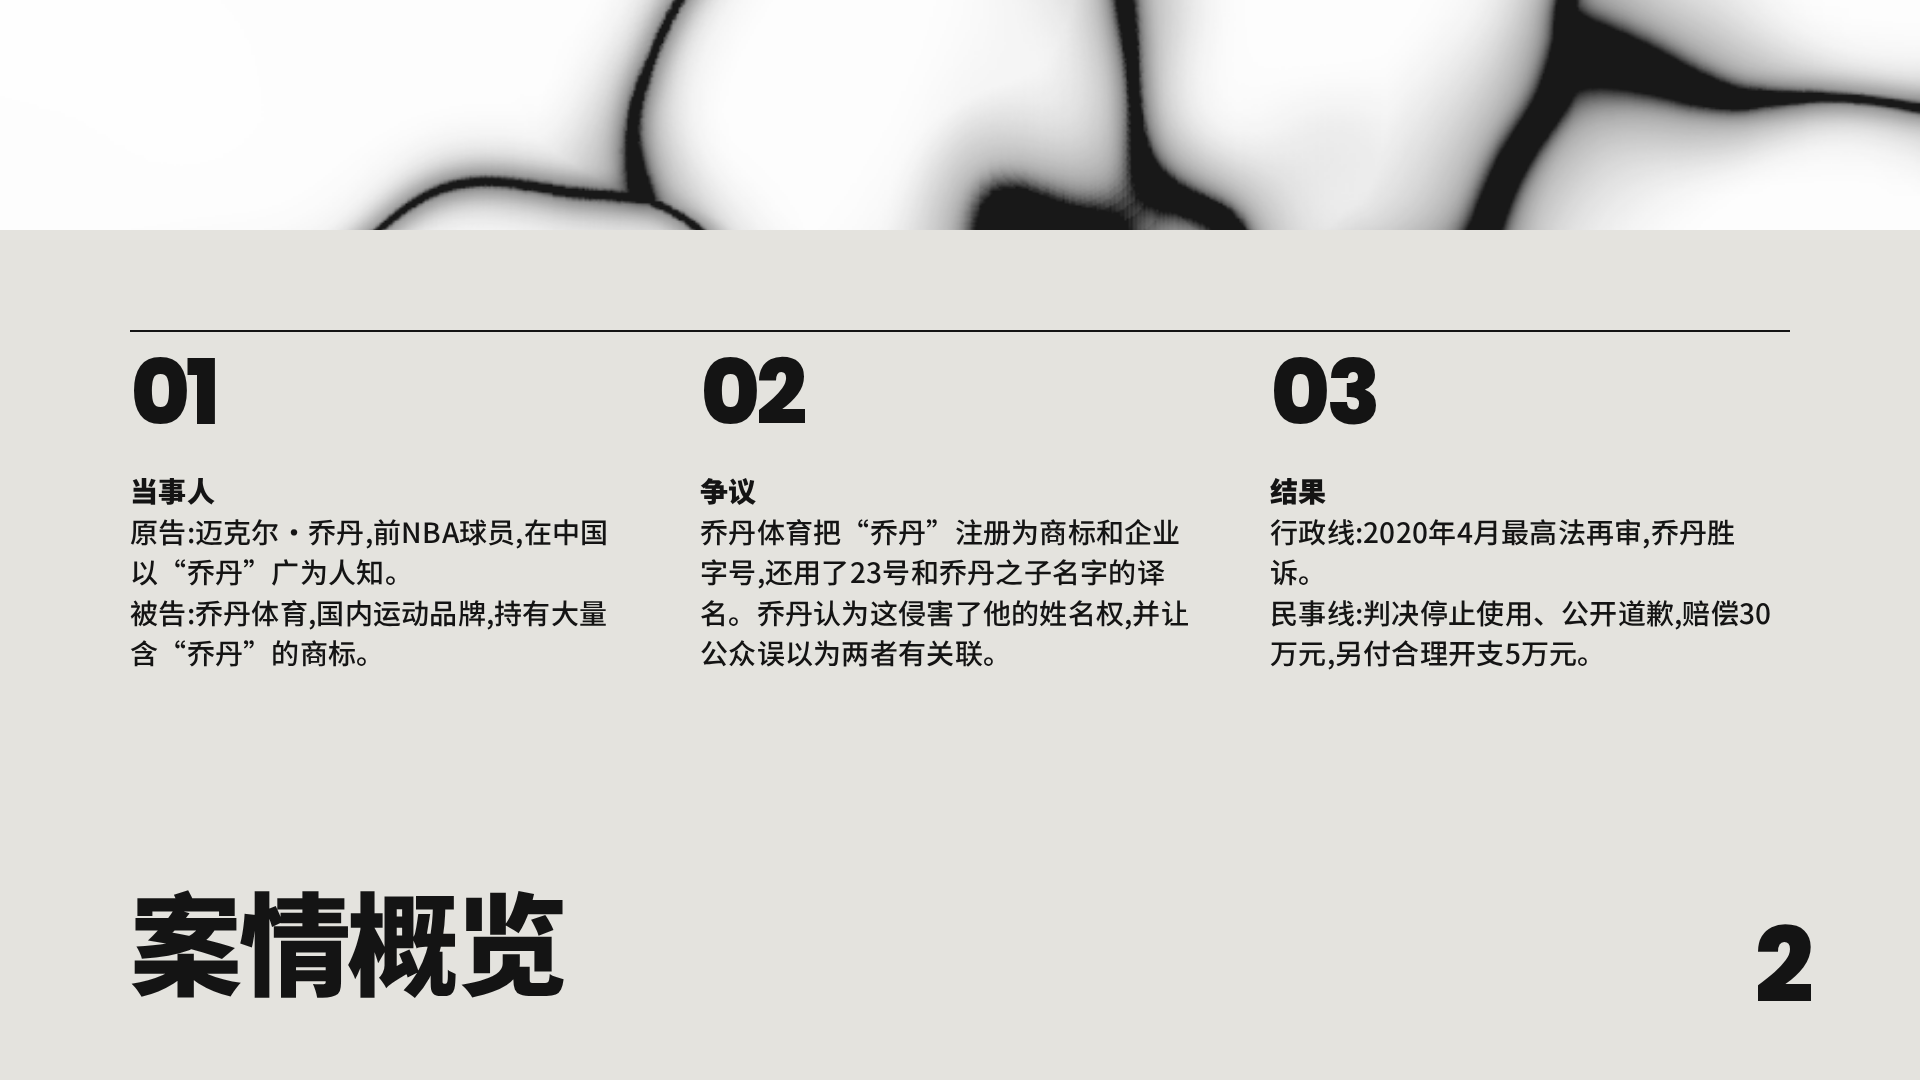 01
当事人
原告:迈克尔·乔丹,前NBA球员,在中国
以“乔丹”广为人知。
被告:乔丹体育,国内运动品牌,持有大量
含“乔丹”的商标。
02
争议
乔丹体育把“乔丹”注册为商标和企业
字号,还用了23号和乔丹之子名字的译
名。乔丹认为这侵害了他的姓名权,并让
公众误以为两者有关联。
03
结果
行政线:2020年4月最高法再审,乔丹胜
诉。
民事线:判决停止使用、公开道歉,赔偿30
万元,另付合理开支5万元。
案情概览
2